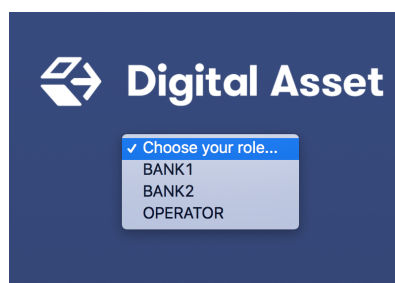 Digital Asset
✓ Choose your role...
BANK1
BANK2
OPERATOR